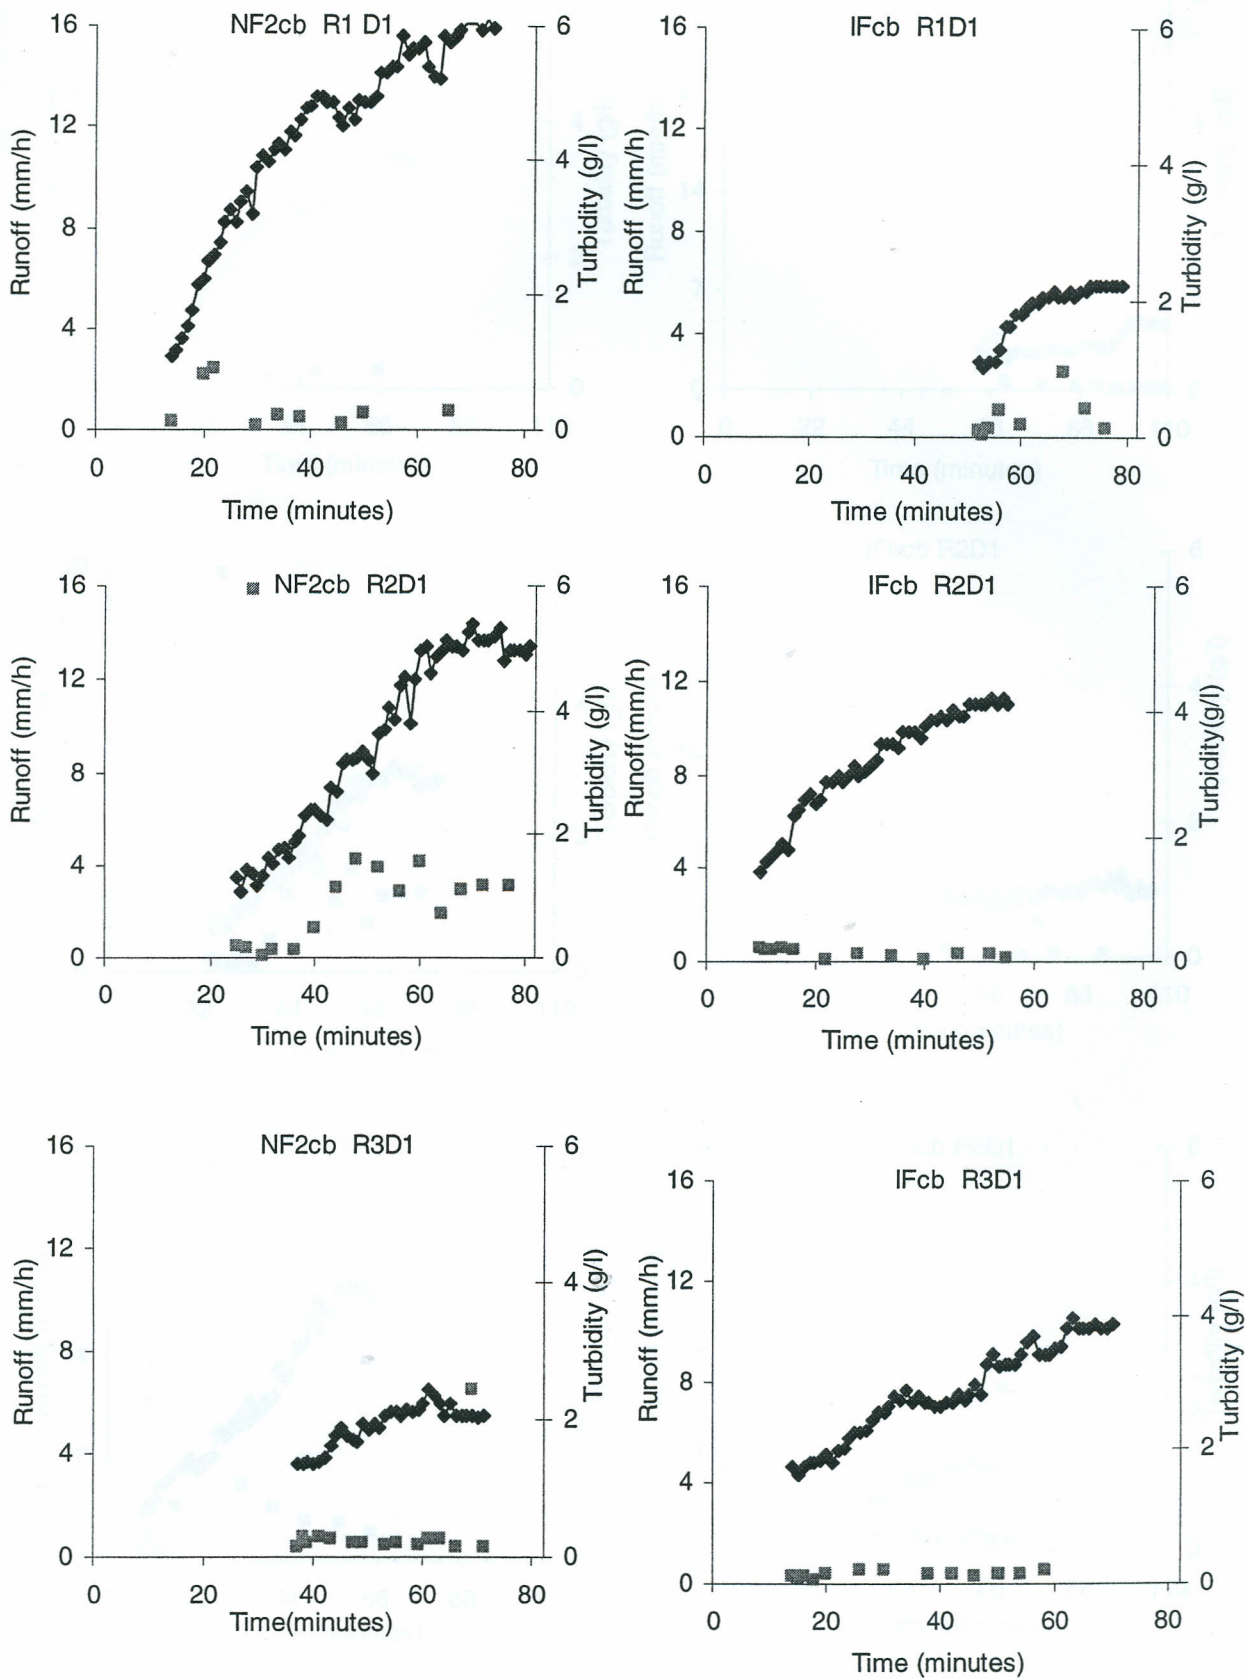 NF2cb R1 D1
16
12
8
4
0
Runoff (mm/h)
6
4
2
0
Turbidity (g/l)
0 20 40 60 80
Time (minutes)
IFcb R1D1
16
12
8
4
0
Runoff (mm/h)
6
4
2
0
Turbidity (g/l)
0 20 40 60 80
Time (minutes)
NF2cb R2D1
16
12
8
4
0
Runoff (mm/h)
6
4
2
0
Turbidity (g/l)
0 20 40 60 80
Time (minutes)
IFcb R2D1
16
12
8
4
0
Runoff(mm/h)
6
4
2
0
Turbidity(g/l)
0 20 40 60 80
Time (minutes)
NF2cb R3D1
16
12
8
4
0
Runoff (mm/h)
6
4
2
0
Turbidity (g/l)
0 20 40 60 80
Time(minutes)
IFcb R3D1
16
12
8
4
0
Runoff (mm/h)
6
4
2
0
Turbidity (g/l)
0 20 40 60 80
Time (minutes)